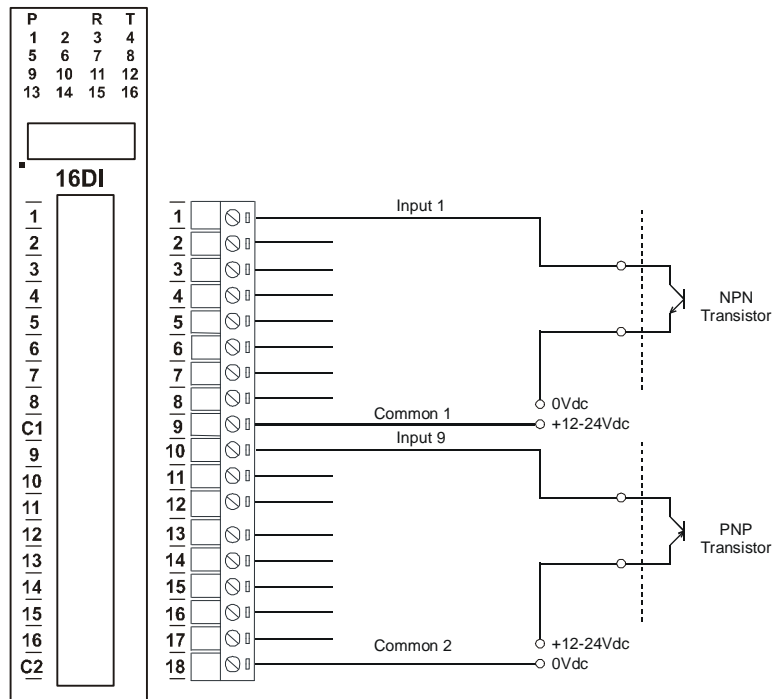 P R T
1 2 3 4
5 6 7 8
9 10 11 12
13 14 15 16
16DI
1
2
3
4
5
6
7
8
C1
9
10
11
12
13
14
15
16
C2
1
2
3
4
5
6
7
8
9
10
11
12
13
14
15
16
17
18
Input 1
NPN
Transistor
0Vdc
Common 1
+12-24Vdc
Input 9
PNP
Transistor
+12-24Vdc
Common 2
0Vdc